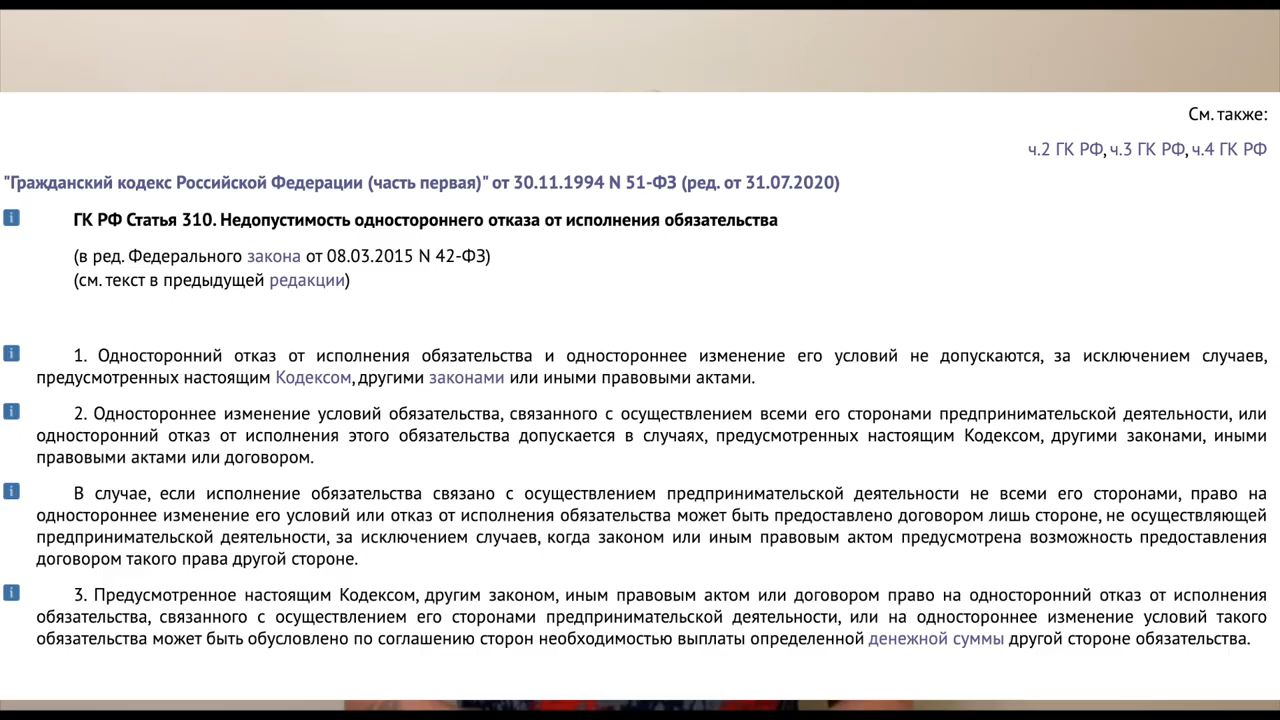 См. также:
ч.2 ГК РФ, ч.3 ГК РФ, ч.4 ГК РФ
"Гражданский кодекс Российской Федерации (часть первая)" от 30.11.1994 N 51-ФЗ (ред. от 31.07.2020)
ГК РФ Статья 310. Недопустимость одностороннего отказа от исполнения обязательства
(в ред. Федерального закона от 08.03.2015 N 42-ФЗ)
(см. текст в предыдущей редакции)
1. Односторонний отказ от исполнения обязательства и одностороннее изменение его условий не допускаются, за исключением случаев,
предусмотренных настоящим Кодексом, другими законами или иными правовыми актами.
2. Одностороннее изменение условий обязательства, связанного с осуществлением всеми его сторонами предпринимательской деятельности, или
односторонний отказ от исполнения этого обязательства допускается в случаях, предусмотренных настоящим Кодексом, другими законами, иными
правовыми актами или договором.
В случае, если исполнение обязательства связано с осуществлением предпринимательской деятельности не всеми его сторонами, право на
одностороннее изменение его условий или отказ от исполнения обязательства может быть предоставлено договором лишь стороне, не осуществляющей
предпринимательской деятельности, за исключением случаев, когда законом или иным правовым актом предусмотрена возможность предоставления
договором такого права другой стороне.
3. Предусмотренное настоящим Кодексом, другим законом, иным правовым актом или договором право на односторонний отказ от исполнения
обязательства, связанного с осуществлением его сторонами предпринимательской деятельности, или на одностороннее изменение условий такого
обязательства может быть обусловлено по соглашению сторон необходимостью выплаты определенной денежной суммы другой стороне обязательства.